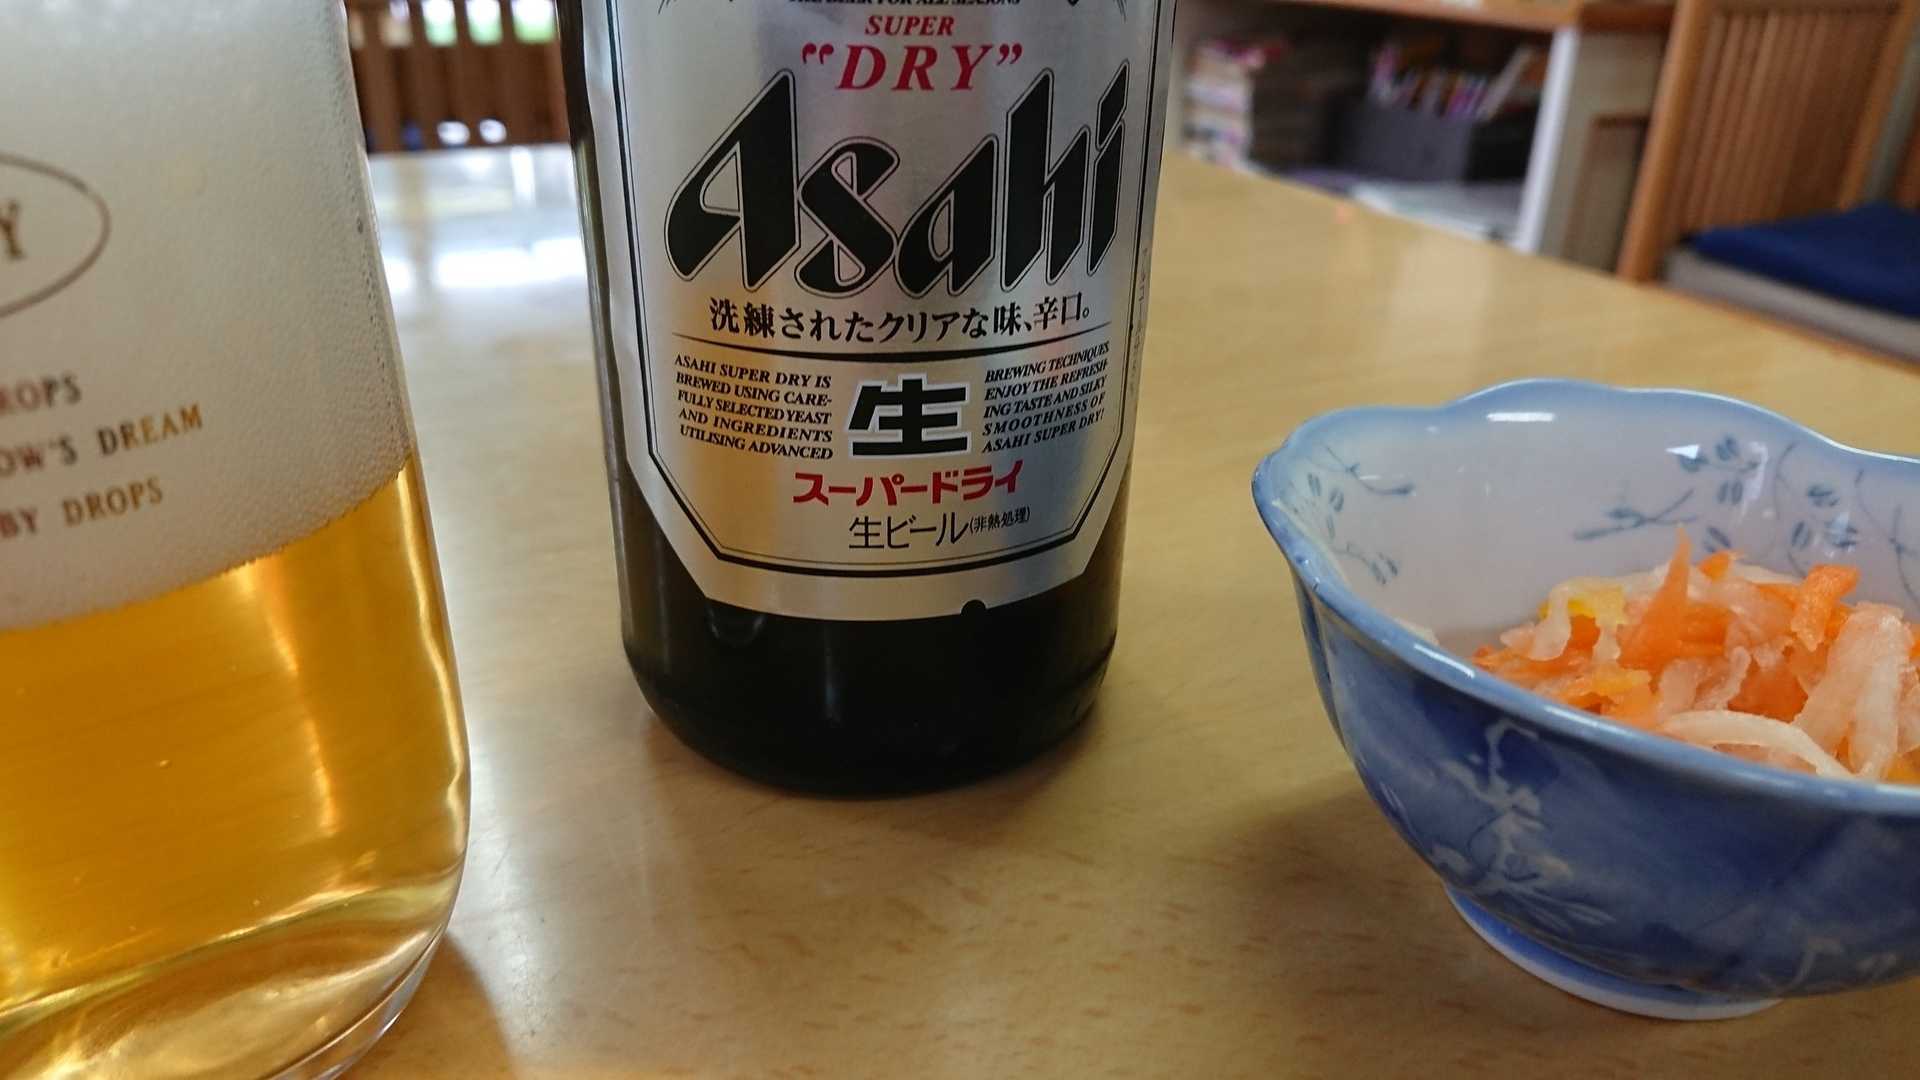 SUPER
"DRY"
Asahi
洗練されたクリアな味、辛口。
ASAHI SUPER DRY IS
BREWED USING CARE-
FULLY SELECTED YEAST
AND INGREDIENTS
UTILISING ADVANCED
生
BREWING TECHNIQUES.
ENJOY THE REFRESH-
ING TASTE AND SILKY
SMOOTHNESS OF
ASAHI SUPER DRY!
スーパードライ
生ビール(非熱処理)
Y
ROPS
OW'S DREAM
BY DROPS